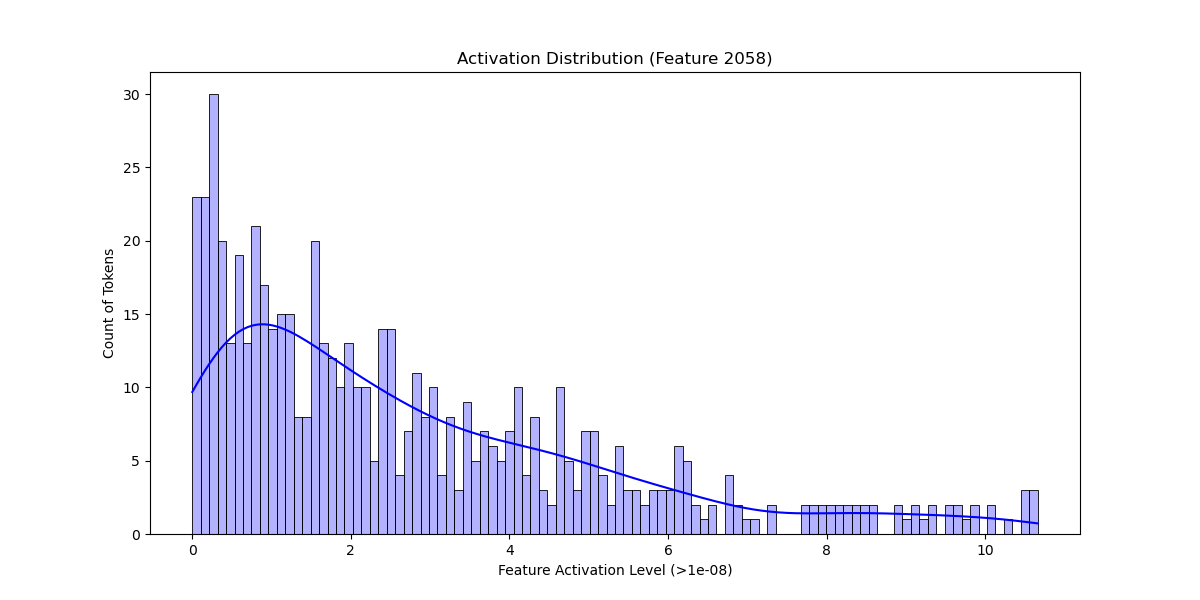 Activation Distribution (Feature 2058)
30
25
20
15
10
5
0
Count of Tokens
0 2 4 6 8 10
Feature Activation Level (>1e-08)